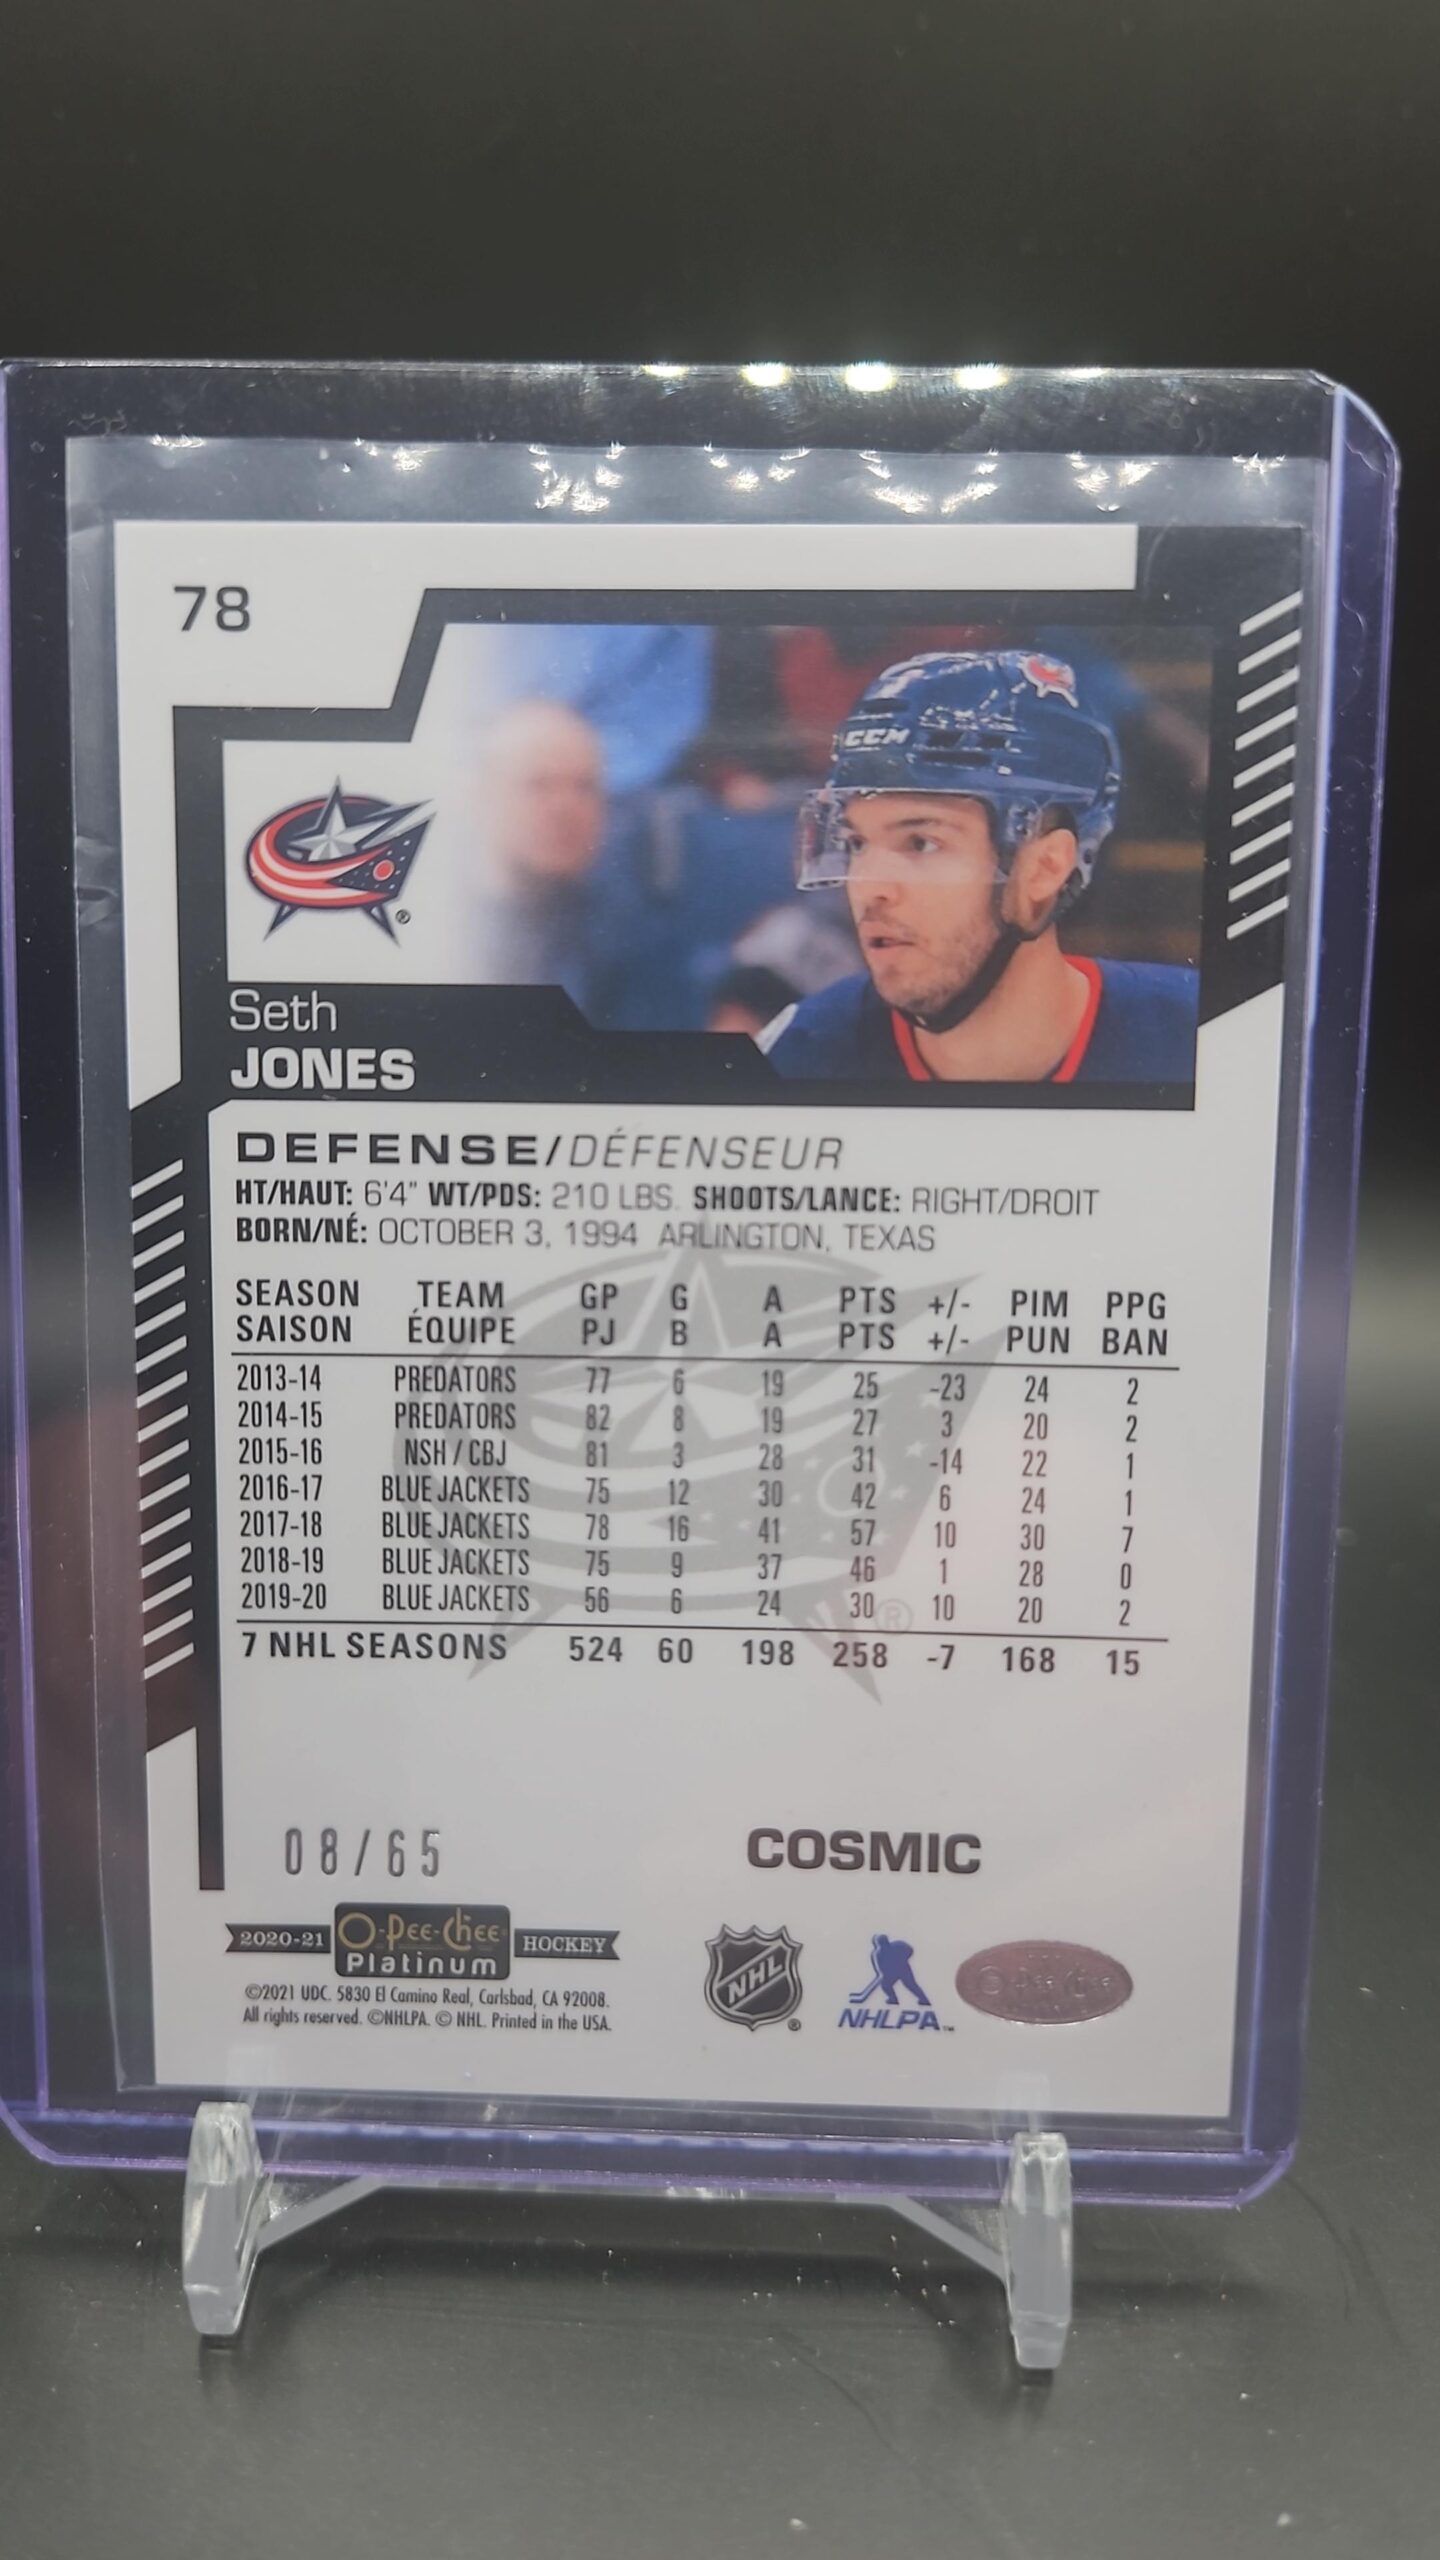 78
CCM
®
Seth
JONES
DEFENSE/DÉFENSEUR
HT/HAUT: 6'4" WT/PDS: 210 LBS. SHOOTS/LANCE: RIGHT/DROIT
BORN/NÉ: OCTOBER 3, 1994 ARLINGTON, TEXAS
SEASON TEAM GP G A PTS +/- PIM PPG
SAISON ÉQUIPE PJ B A PTS +/- PUN BAN
2013-14 PREDATORS 77 6 19 25 -23 24 2
2014-15 PREDATORS 82 8 19 27 3 20 2
2015-16 NSH / CBJ 81 3 28 31 -14 22 1
2016-17 BLUE JACKETS 75 12 30 42 6 24 1
2017-18 BLUE JACKETS 78 16 41 57 10 30 7
2018-19 BLUE JACKETS 75 9 37 46 1 28 0
2019-20 BLUE JACKETS 56 6 24 30 10 20 2
®
7 NHL SEASONS 524 60 198 258 -7 168 15
08/65 COSMIC
2020-21 O-Pee-Chee HOCKEY
Platinum
©2021 UDC. 5830 El Camino Real, Carlsbad, CA 92008.
All rights reserved. ©NHLPA. © NHL. Printed in the USA.
NHL ®
NHLPA™
O-Pee-Chee